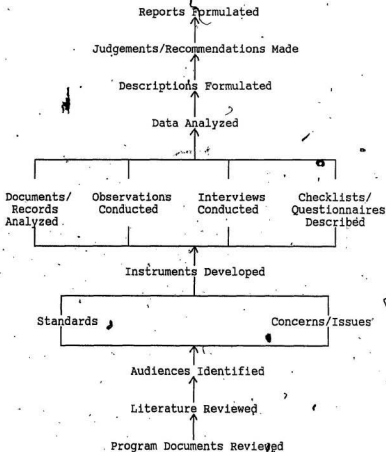 Reports Formulated
Judgements/Recommendations Made
Descriptions Formulated
Data Analyzed
Documents/ Records Analyzed
Observations Conducted
Interviews Conducted
Checklists/ Questionnaires Described
Instruments Developed
Standards
Concerns/Issues
Audiences Identified
Literature Reviewed
Program Documents Reviewed